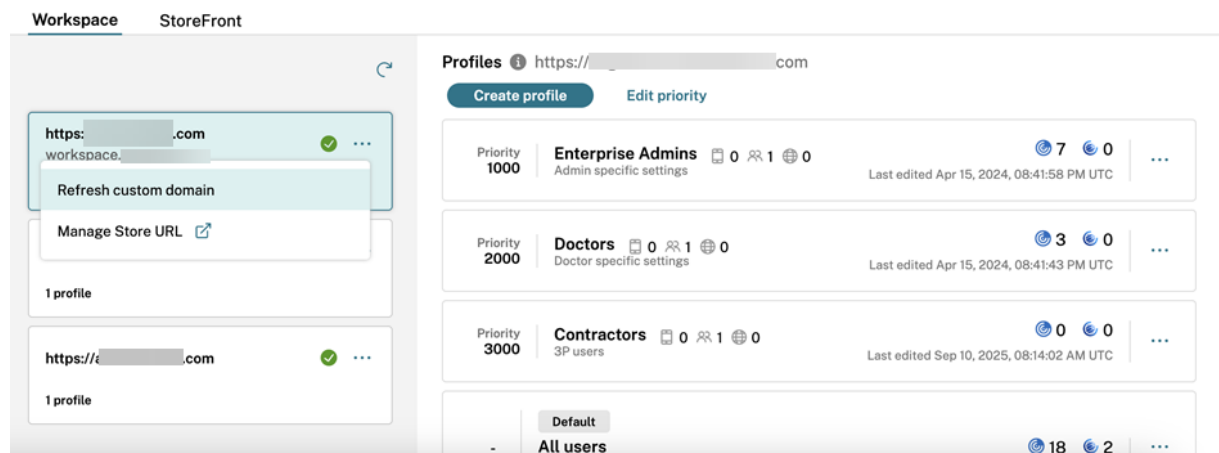 Workspace StoreFront
Profiles https:// com
Create profile Edit priority
https: .com
workspace.
Refresh custom domain
Manage Store URL
1 profile
https:// .com
1 profile
Priority
1000
Enterprise Admins 0 1 0
Admin specific settings
7 0
Last edited Apr 15, 2024, 08:41:58 PM UTC
Priority
2000
Doctors 0 1 0
Doctor specific settings
3 0
Last edited Apr 15, 2024, 08:41:43 PM UTC
Priority
3000
Contractors 0 1 0
3P users
0 0
Last edited Sep 10, 2025, 08:14:02 AM UTC
Default
- All users 18 2